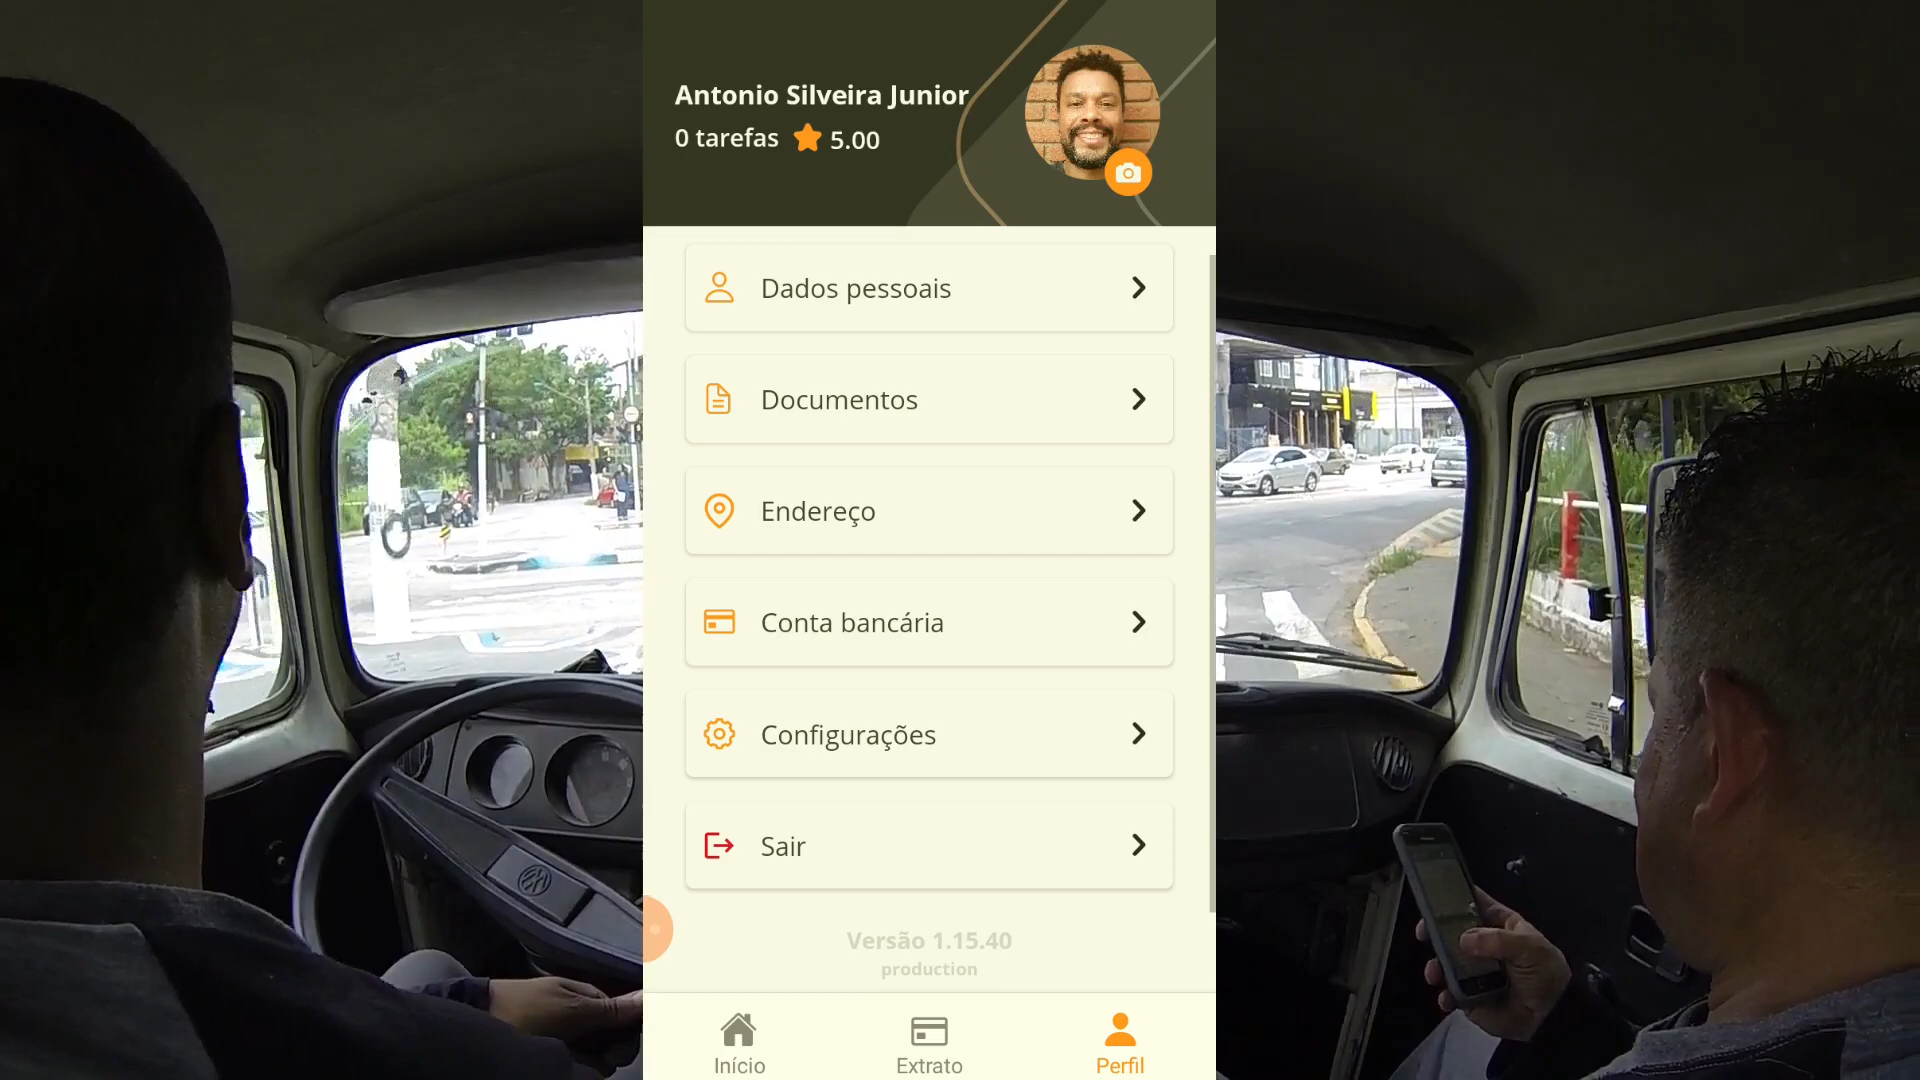 Antonio Silveira Junior
0 tarefas 5.00
Dados pessoais
Documentos
Endereço
Conta bancária
Configurações
Sair
Versão 1.15.40
production
Início
Extrato
Perfil